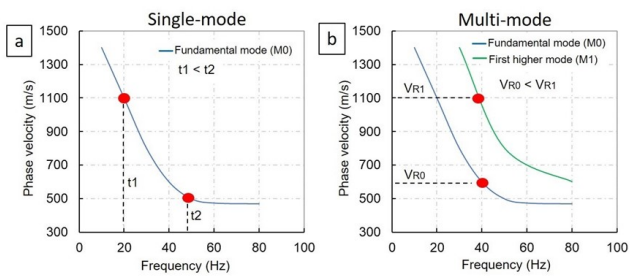 Single-mode
a
Fundamental mode (M0)
t1 < t2
t1
t2
1500
1300
1100
900
700
500
300
0
20
40
60
80
100
Phase velocity (m/s)
Frequency (Hz)
Multi-mode
b
Fundamental mode (M0)
First higher mode (M1)
VR0 < VR1
VR1
VR0
1500
1300
1100
900
700
500
300
0
20
40
60
80
100
Phase velocity (m/s)
Frequency (Hz)